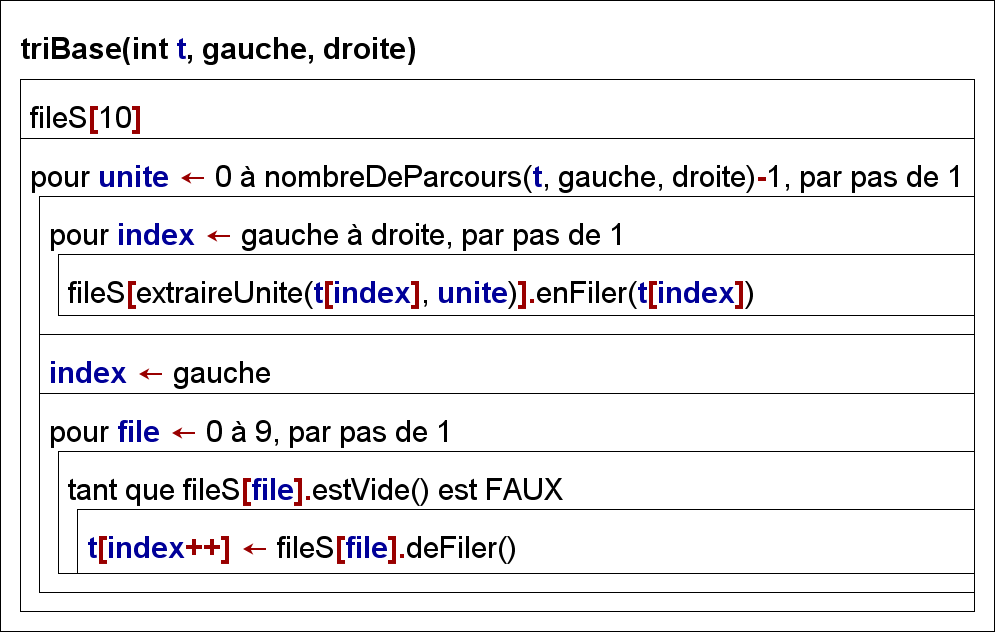 triBase(int t, gauche, droite)
fileS[10]
pour unite ← 0 à nombreDeParcours(t, gauche, droite)-1, par pas de 1
pour index ← gauche à droite, par pas de 1
fileS[extraireUnite(t[index], unite)].enFiler(t[index])
index ← gauche
pour file ← 0 à 9, par pas de 1
tant que fileS[file].estVide() est FAUX
t[index++] ← fileS[file].deFiler()